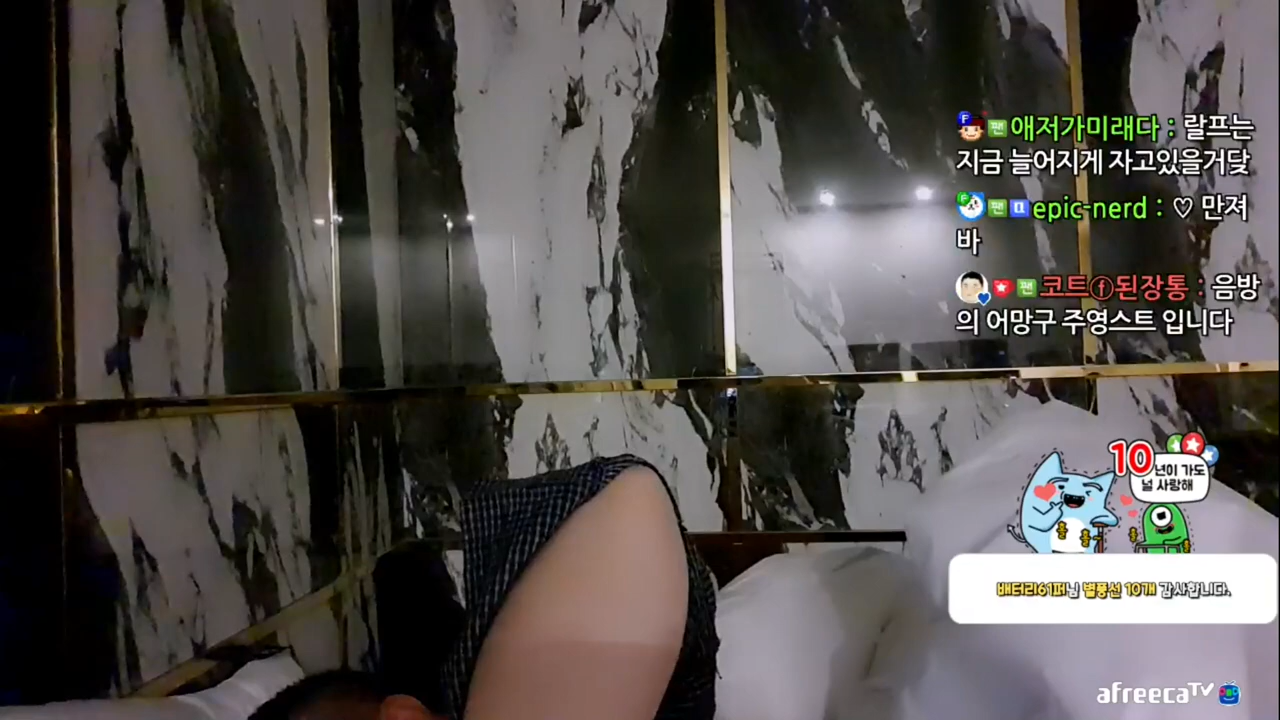 애저가미래다 : 랄프는
지금 늘어지게 자고있을거닺
epic-nerd : ♡ 만져
바
코트ⓕ된장통 : 음방
의 어망구 주영스트 입니다
10년이 가도
널 사랑해
배터리61퍼님 별풍선 10개 감사합니다.
afreecaTV